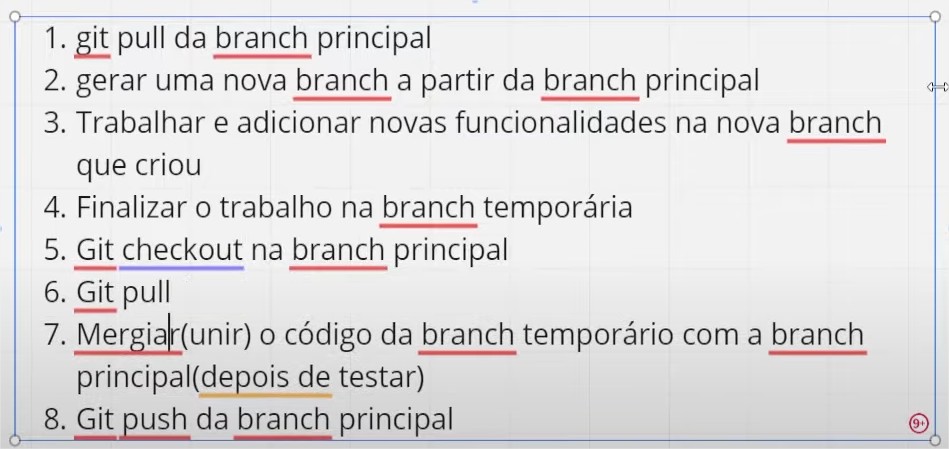 1. git pull da branch principal
2. gerar uma nova branch a partir da branch principal
3. Trabalhar e adicionar novas funcionalidades na nova branch
que criou
4. Finalizar o trabalho na branch temporária
5. Git checkout na branch principal
6. Git pull
7. Mergiar(unir) o código da branch temporário com a branch
principal(depois de testar)
8. Git push da branch principal
9+